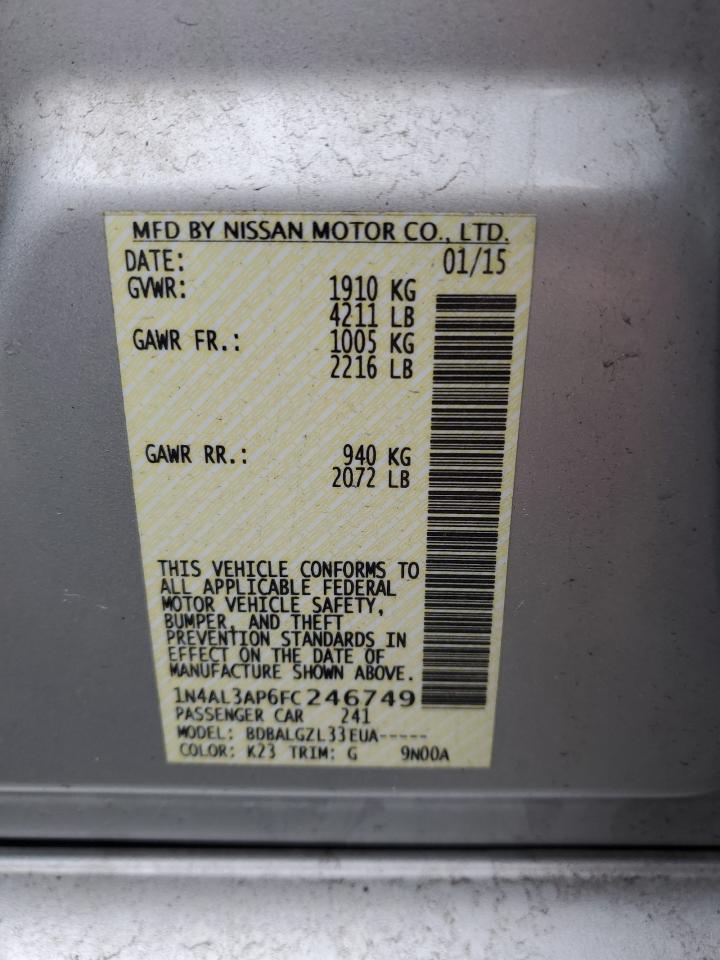 MFD BY NISSAN MOTOR CO., LTD.
DATE: 01/15
GVWR: 1910 KG
4211 LB
GAWR FR.: 1005 KG
2216 LB
GAWR RR.: 940 KG
2072 LB
THIS VEHICLE CONFORMS TO
ALL APPLICABLE FEDERAL
MOTOR VEHICLE SAFETY,
BUMPER, AND THEFT
PREVENTION STANDARDS IN
EFFECT ON THE DATE OF
MANUFACTURE SHOWN ABOVE.
1N4AL3AP6FC246749
PASSENGER CAR 241
MODEL: BDBALGZL33EUA-----
COLOR: K23 TRIM: G 9N00A